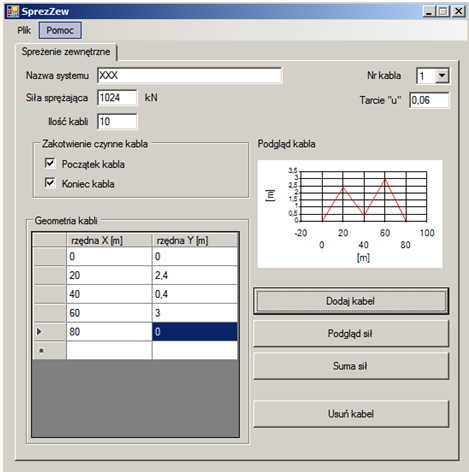 SprezZew
Plik Pomoc
Sprężenie zewnętrzne
Nazwa systemu XXX Nr kabla 1
Siła sprężająca 1024 kN Tarcie "u" 0,06
Ilość kabli 10
Zakotwienie czynne kabla
Początek kabla
Koniec kabla
Podgląd kabla
3,5
3
2,5
2
1,5
1
0,5
0
[m]
-20 20 60 100
0 40 80
[m]
Geometria kabli
rzędna X [m] rzędna Y [m]
0 0
20 2,4
40 0,4
60 3
80 0
Dodaj kabel
Podgląd sił
Suma sił
Usuń kabel